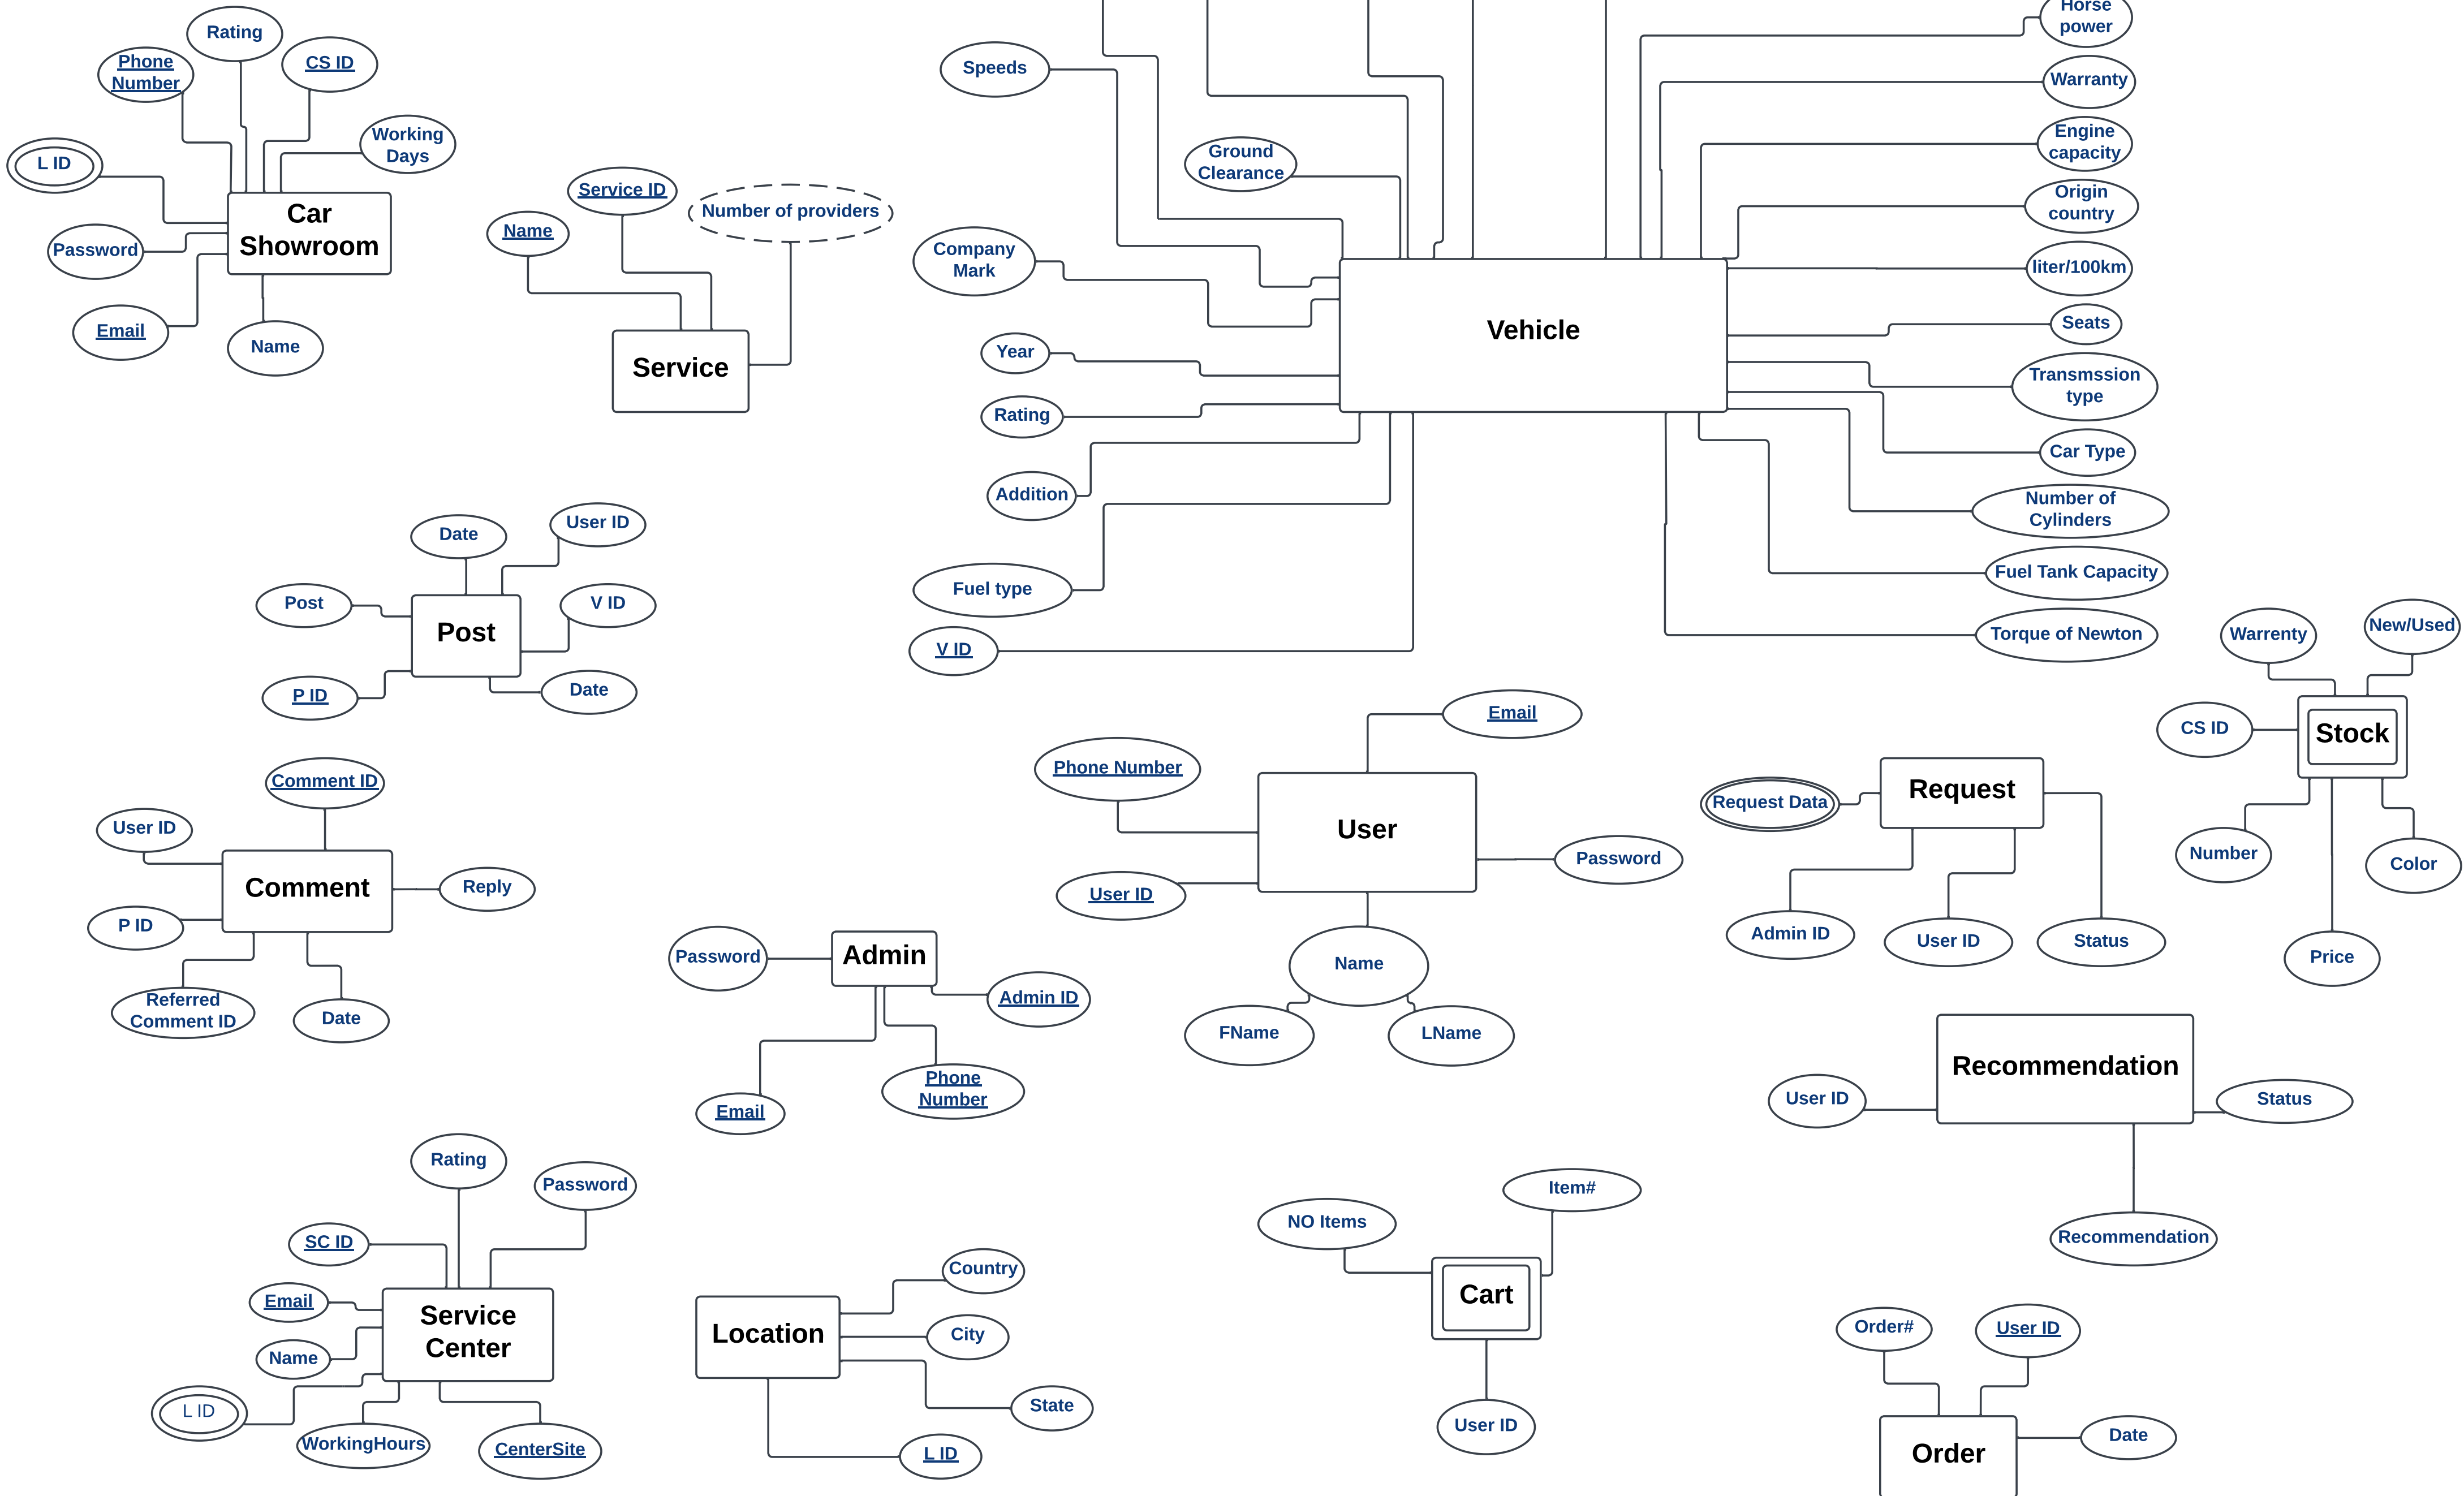 Rating
Phone
Number
CS ID
Working
Days
L ID
Car
Showroom
Password
Email
Name
Service ID
Number of providers
Name
Service
Speeds
Ground
Clearance
Company
Mark
Year
Rating
Addition
Fuel type
V ID
Vehicle
Horse
power
Warranty
Engine
capacity
Origin
country
liter/100km
Seats
Transmssion
type
Car Type
Number of
Cylinders
Fuel Tank Capacity
Torque of Newton
Date
User ID
Post
V ID
Post
P ID
Date
Warrenty
New/Used
CS ID
Stock
Number
Color
Price
Email
Phone Number
User
Password
User ID
Name
FName
LName
Request
Request Data
Admin ID
User ID
Status
Comment ID
User ID
Comment
Reply
P ID
Referred
Comment ID
Date
Password
Admin
Admin ID
Phone
Number
Email
Recommendation
User ID
Status
Recommendation
Rating
Password
SC ID
Email
Service
Center
Name
L ID
WorkingHours
CenterSite
Country
Location
City
State
L ID
Item#
NO Items
Cart
User ID
Order#
User ID
Date
Order